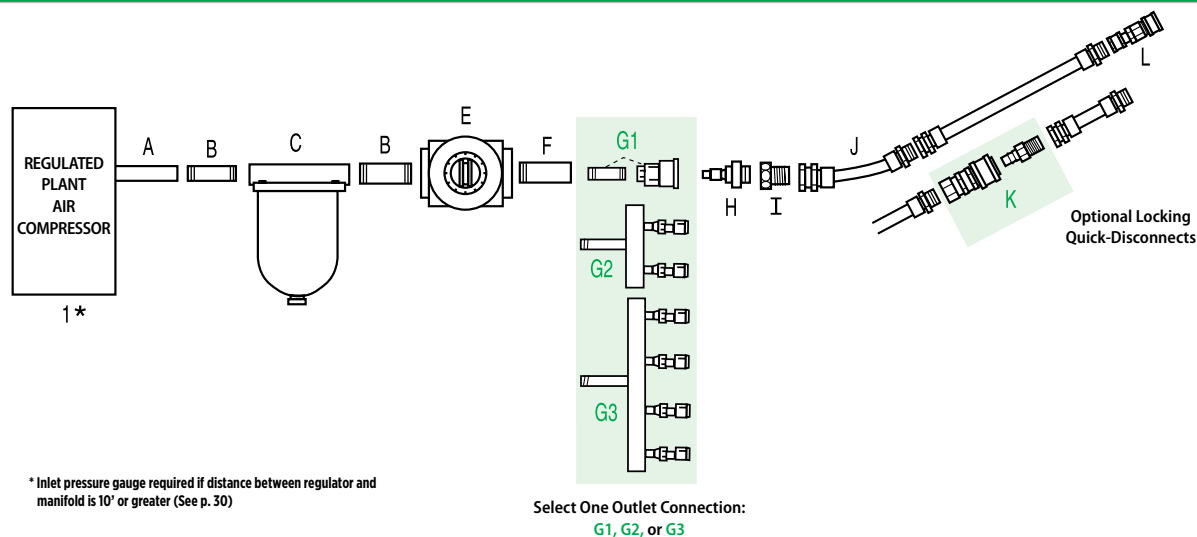 REGULATED
PLANT
AIR
COMPRESSOR
1*
A
B
C
B
E
F
G1
G2
G3
H
I
J
K
L
Optional Locking
Quick-Disconnects
* Inlet pressure gauge required if distance between regulator and
manifold is 10' or greater (See p. 30)
Select One Outlet Connection:
G1, G2, or G3